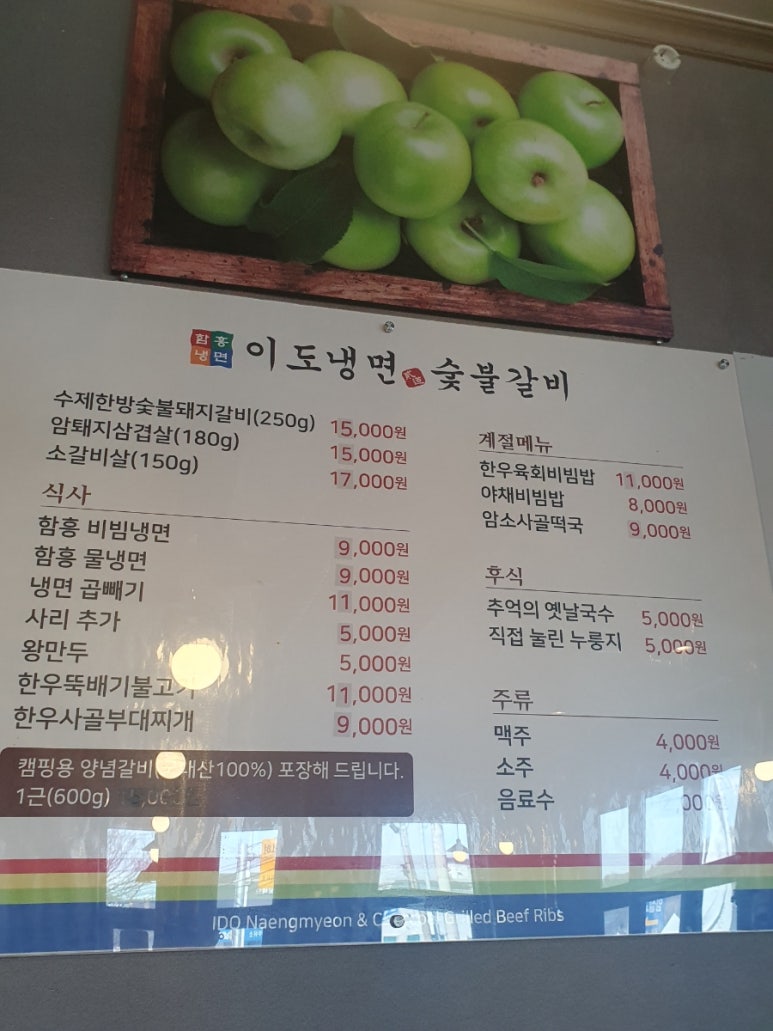 함흥냉면 이도냉면 숯불갈비
수제한방숯불돼지갈비(250g) 15,000원
암퇘지삼겹살(180g) 15,000원
소갈비살(150g) 17,000원
식사
함흥 비빔냉면 9,000원
함흥 물냉면 9,000원
냉면 곱빼기 11,000원
사리 추가 5,000원
왕만두 5,000원
한우뚝배기불고기 11,000원
한우사골부대찌개 9,000원
캠핑용 양념갈비(국내산100%) 포장해 드립니다.
1근(600g)
계절메뉴
한우육회비빔밥 11,000원
야채비빔밥 8,000원
암소사골떡국 9,000원
후식
추억의 옛날국수 5,000원
직접 눌린 누룽지 5,000원
주류
맥주 4,000원
소주 4,000원
음료수
IDO Naengmyeon & Charcoal Grilled Beef Ribs